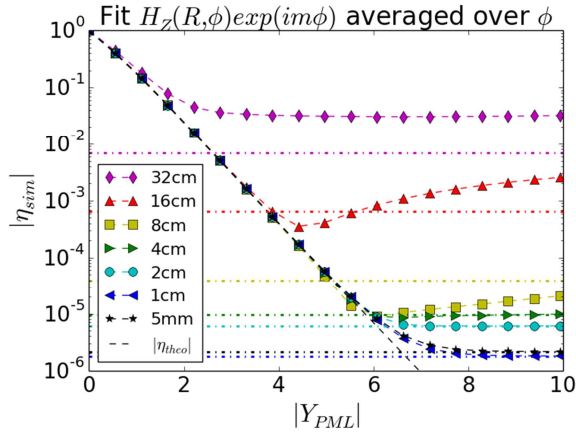 Fit H_Z(R,ϕ)exp(imϕ) averaged over ϕ
10^0
10^-1
10^-2
10^-3
10^-4
10^-5
10^-6
|η_sim|
32cm
16cm
8cm
4cm
2cm
1cm
5mm
|η_theo|
0 2 4 6 8 10
|Y_PML|